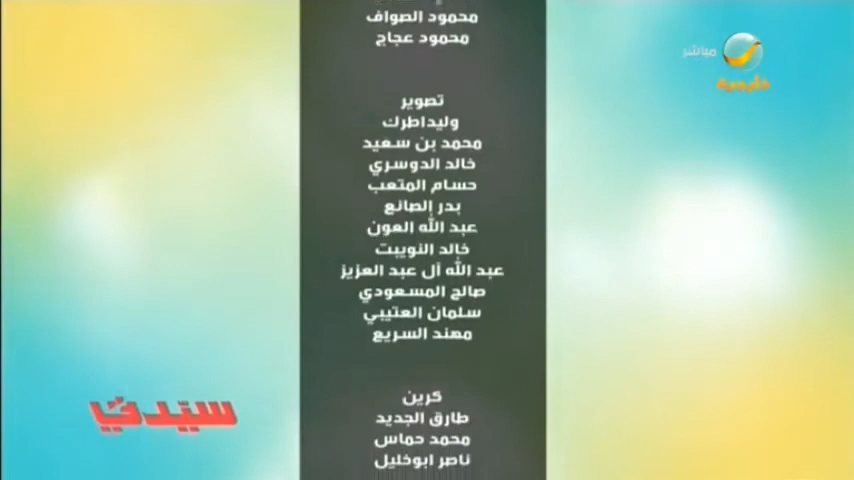 محمود الصواف
محمود عجاج
مباشر
خليجية
تصوير
وليداطرك
محمد بن سعيد
خالد الدوسري
حسام المتعب
بدر الصانع
عبد الله العون
خالد النويبت
عبد الله آل عبد العزيز
صالح المسعودي
سلمان العتيبي
مهند السريع
كرين
طارق الجديد
محمد حماس
ناصر ابوخليل
سيدتي